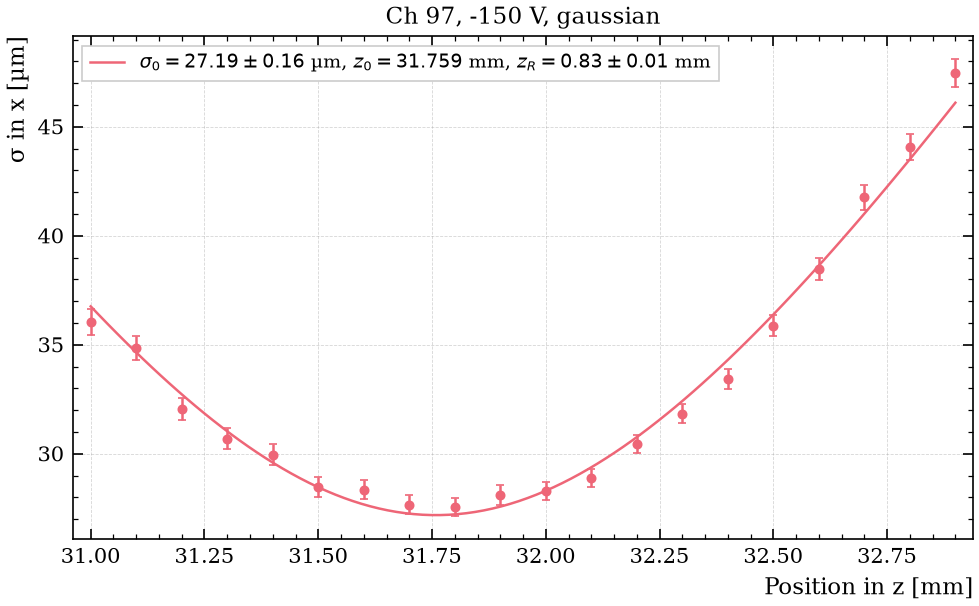 Ch 97, -150 V, gaussian
σ₀ = 27.19 ± 0.16 µm, z₀ = 31.759 mm, z_R = 0.83 ± 0.01 mm
σ in x [µm]
45
40
35
30
31.00 31.25 31.50 31.75 32.00 32.25 32.50 32.75
Position in z [mm]